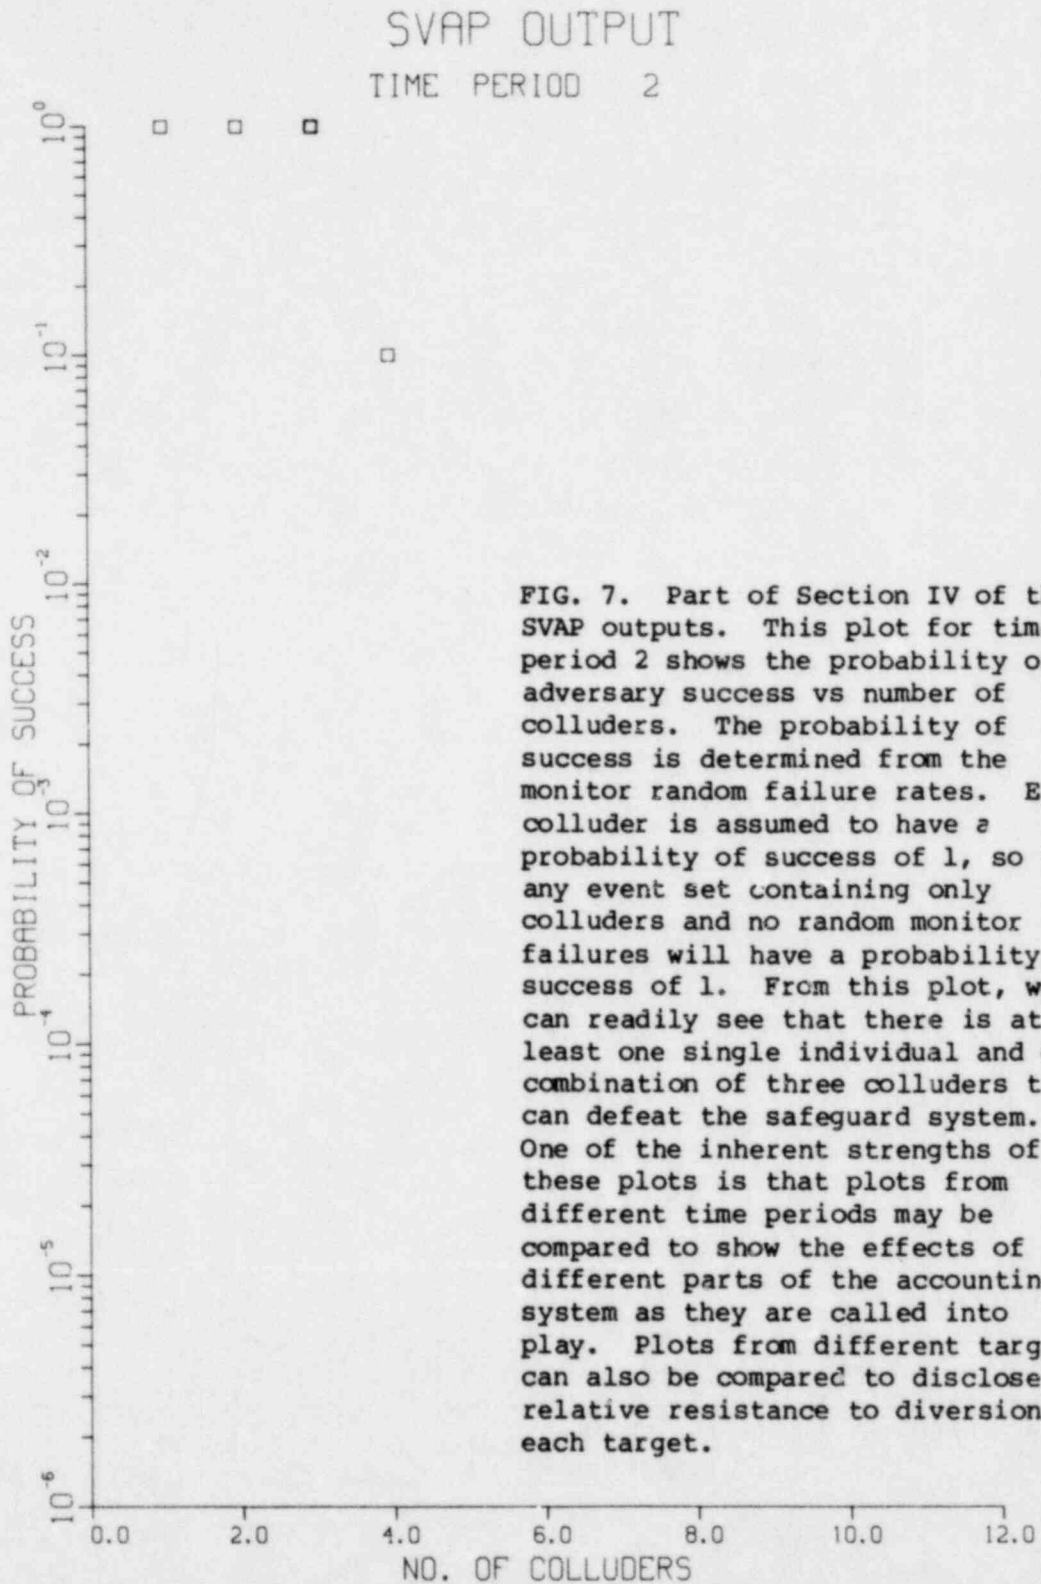 SVAP OUTPUT
TIME PERIOD 2
10⁰
10⁻¹
10⁻²
10⁻³
10⁻⁴
10⁻⁵
10⁻⁶
PROBABILITY OF SUCCESS
FIG. 7. Part of Section IV of
SVAP outputs. This plot for
period 2 shows the probability
adversary success vs number of
colluders. The probability of
success is determined from the
monitor random failure rates.
colluder is assumed to have a
probability of success of 1, so
any event set containing only
colluders and no random monitor
failures will have a probability
success of 1. From this plot,
can readily see that there is at
least one single individual and
combination of three colluders
can defeat the safeguard system.
One of the inherent strengths of
these plots is that plots from
different time periods may be
compared to show the effects of
different parts of the
system as they are called into
play. Plots from different
can also be compared to disclose
relative resistance to diversion
each target.
0.0 2.0 4.0 6.0 8.0 10.0 12.0
NO. OF COLLUDERS